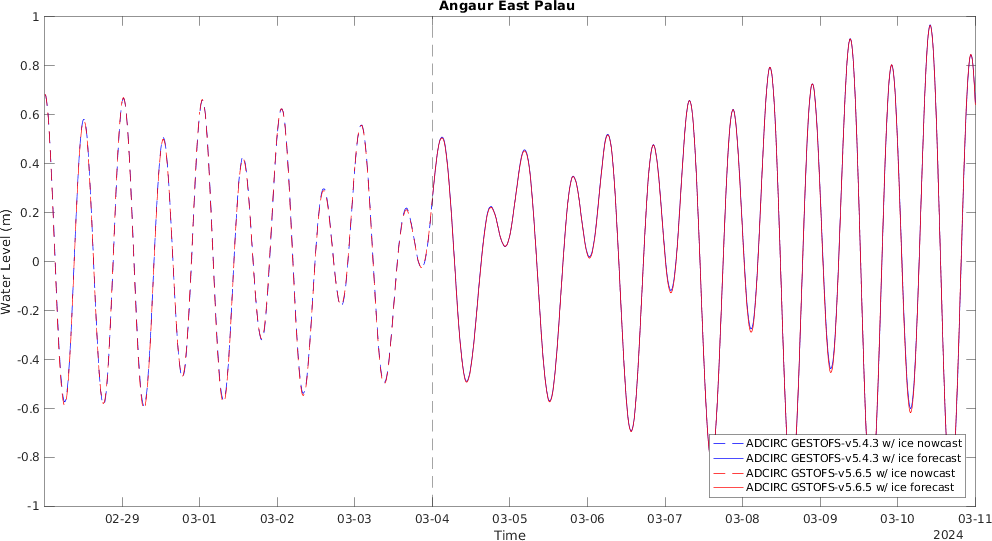 Angaur East Palau
1
0.8
0.6
0.4
0.2
0
-0.2
-0.4
-0.6
-0.8
-1
Water Level (m)
ADCIRC GESTOFS-v5.4.3 w/ ice nowcast
ADCIRC GESTOFS-v5.4.3 w/ ice forecast
ADCIRC GSTOFS-v5.6.5 w/ ice nowcast
ADCIRC GSTOFS-v5.6.5 w/ ice forecast
02-29 03-01 03-02 03-03 03-04 03-05 03-06 03-07 03-08 03-09 03-10 03-11
Time
2024